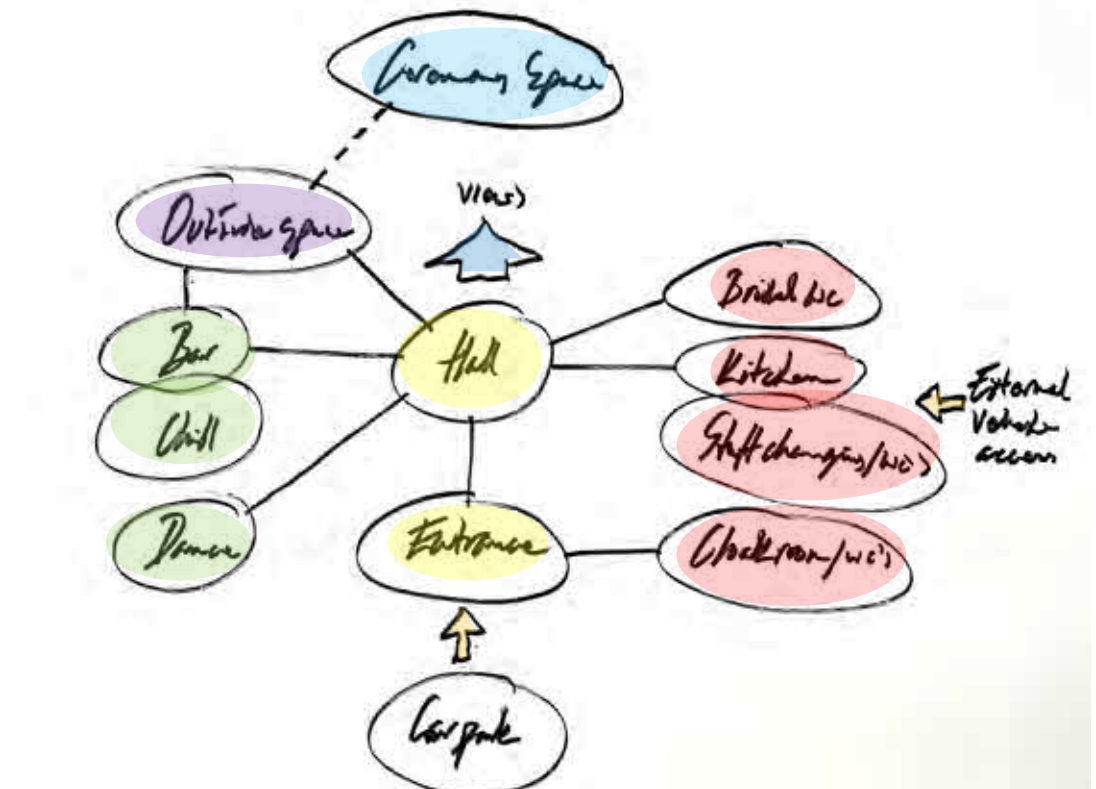 Ceremony Space
Views
Outside space
Bridal wc
Bar
Hall
Kitchen
External
Vehicle
access
Chill
Staff changing/wc's
Dance
Entrance
Cloakroom/wc's
Car park